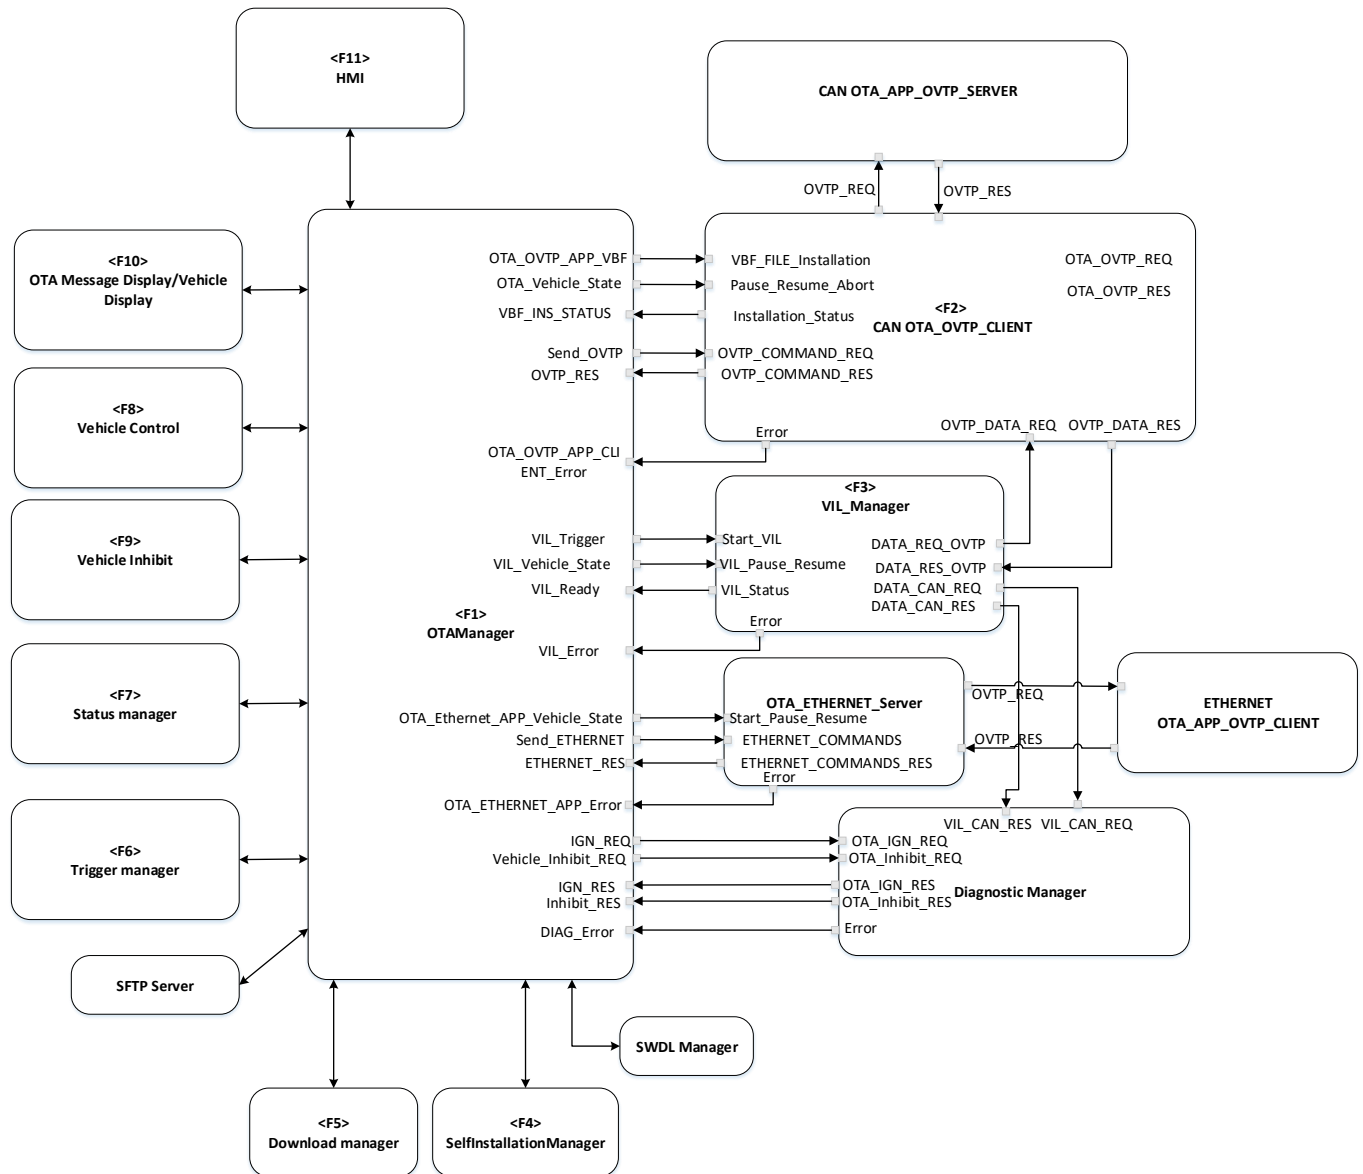 <F11>
HMI
CAN OTA_APP_OVTP_SERVER
OVTP_REQ
OVTP_RES
<F10>
OTA Message Display/Vehicle
Display
<F8>
Vehicle Control
<F9>
Vehicle Inhibit
<F7>
Status manager
<F6>
Trigger manager
SFTP Server
<F1>
OTAManager
OTA_OVTP_APP_VBF
OTA_Vehicle_State
VBF_INS_STATUS
Send_OVTP
OVTP_RES
OTA_OVTP_APP_CLI
ENT_Error
VIL_Trigger
VIL_Vehicle_State
VIL_Ready
VIL_Error
OTA_Ethernet_APP_Vehicle_State
Send_ETHERNET
ETHERNET_RES
OTA_ETHERNET_APP_Error
IGN_REQ
Vehicle_Inhibit_REQ
IGN_RES
Inhibit_RES
DIAG_Error
VBF_FILE_Installation
Pause_Resume_Abort
Installation_Status
OVTP_COMMAND_REQ
OVTP_COMMAND_RES
<F2>
CAN OTA_OVTP_CLIENT
OTA_OVTP_REQ
OTA_OVTP_RES
Error
OVTP_DATA_REQ
OVTP_DATA_RES
<F3>
VIL_Manager
Start_VIL
VIL_Pause_Resume
VIL_Status
DATA_REQ_OVTP
DATA_RES_OVTP
DATA_CAN_REQ
DATA_CAN_RES
Error
OTA_ETHERNET_Server
Start_Pause_Resume
ETHERNET_COMMANDS
ETHERNET_COMMANDS_RES
Error
OVTP_REQ
OVTP_RES
ETHERNET
OTA_APP_OVTP_CLIENT
VIL_CAN_RES
VIL_CAN_REQ
OTA_IGN_REQ
OTA_Inhibit_REQ
OTA_IGN_RES
OTA_Inhibit_RES
Diagnostic Manager
Error
SWDL Manager
<F5>
Download manager
<F4>
SelfInstallationManager